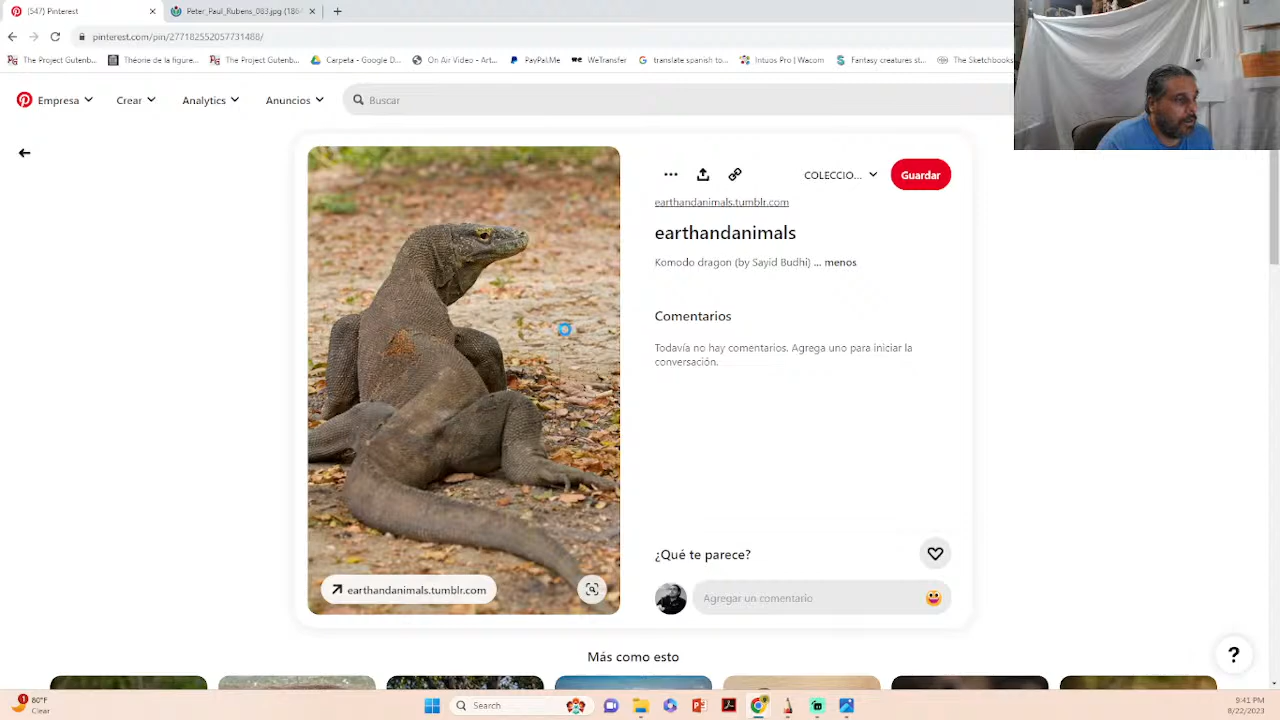 (547) Pinterest
Peter_Paul_Rubens_083.jpg (186
pinterest.com/pin/277182552057731488/
The Project Gutenb...
Théorie de la figure...
The Project Gutenb...
Carpeta - Google D...
On Air Video - Art...
PayPal.Me
we WeTransfer
translate spanish to...
Intuos Pro | Wacom
Fantasy creatures st...
The Sketchbook
Empresa
Crear
Analytics
Anuncios
Buscar
COLECCIO...
Guardar
earthandanimals.tumblr.com
earthandanimals
Komodo dragon (by Sayid Budhi) ... menos
Comentarios
Todavía no hay comentarios. Agrega uno para iniciar la
conversación.
¿Qué te parece?
Agregar un comentario
earthandanimals.tumblr.com
Más como esto
?
1
80°F
Clear
Search
9:41 PM
8/22/2023